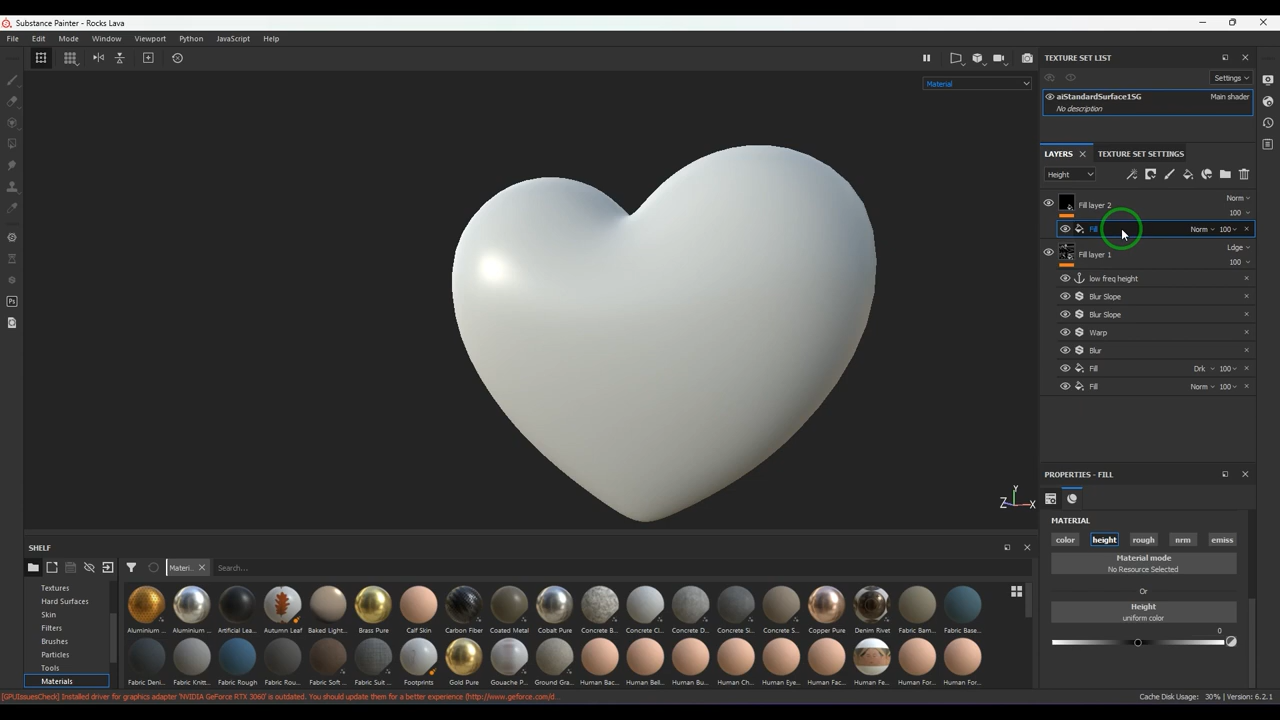 Substance Painter - Rocks Lava
File Edit Mode Window Viewport Python JavaScript Help
Material
TEXTURE SET LIST
Settings
aiStandardSurface1SG Main shader
No description
LAYERS TEXTURE SET SETTINGS
Height
Fill layer 2 Norm
100
Fill Norm 100
Fill layer 1 Ldge
100
low freq height
Blur Slope
Blur Slope
Warp
Blur
Fill Drk 100
Fill Norm 100
Y
Z X
PROPERTIES - FILL
MATERIAL
color height rough nrm emiss
Material mode
No Resource Selected
Or
Height
uniform color
0
SHELF
Materi... Search...
Textures
Hard Surfaces
Skin
Filters
Brushes
Particles
Tools
Materials
Ps
Aluminium ... Aluminium ... Artificial Lea... Autumn Leaf Baked Light... Brass Pure Calf Skin Carbon Fiber Coated Metal Cobalt Pure Concrete B... Concrete Cl... Concrete D... Concrete Si... Concrete S... Copper Pure Denim Rivet Fabric Bam... Fabric Base...
Fabric Deni... Fabric Knitt... Fabric Rou... Fabric Rou... Fabric Soft ... Fabric Suit ... Footprints Gold Pure Gouache P... Ground Gra... Human Bac... Human Bell... Human Bu... Human Ch... Human Eye... Human Fac... Human Fe... Human For... Human For...
[GPUIssuesCheck] Installed driver for graphics adapter 'NVIDIA GeForce RTX 3060' is outdated. You should update them for a better experience (http://www.geforce.com/d...
Cache Disk Usage: 30% | Version: 6.2.1